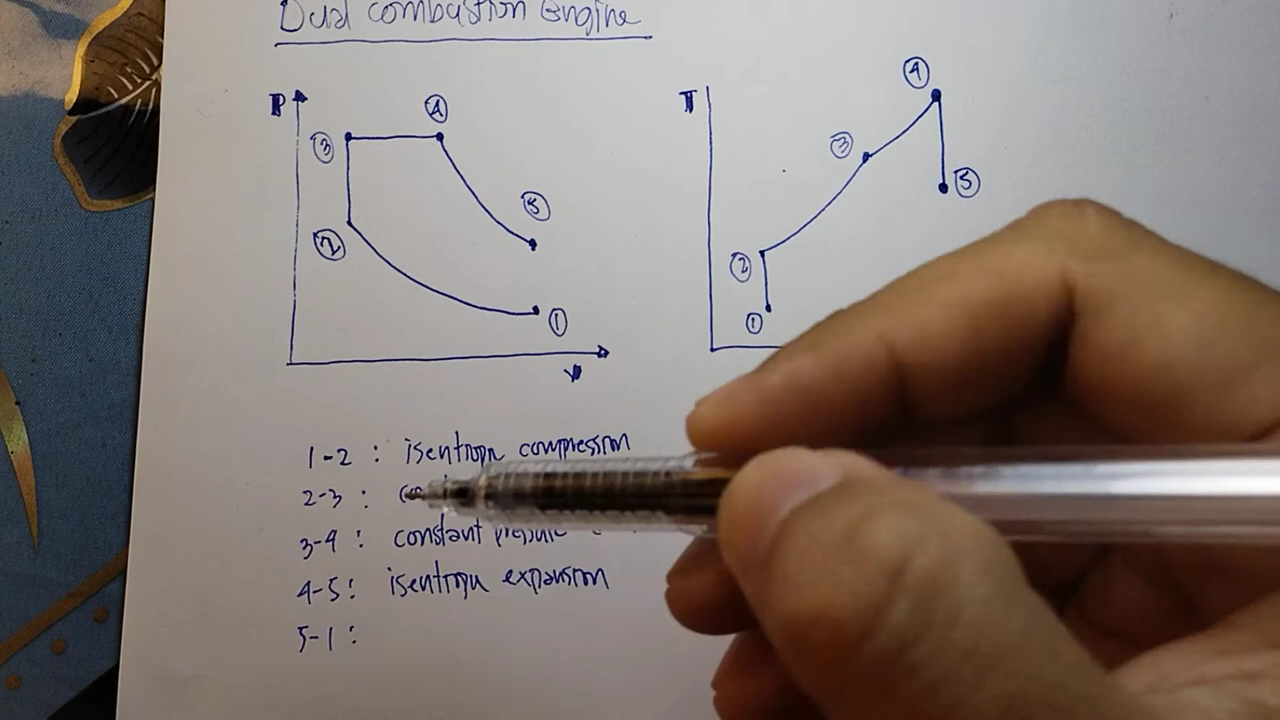 Dual combustion engine
P
4
3
5
2
1
V
T
4
3
5
2
1
1-2 : isentropic compression
2-3 :
3-4 : constant pressure
4-5 : isentropic expansion
5-1 :